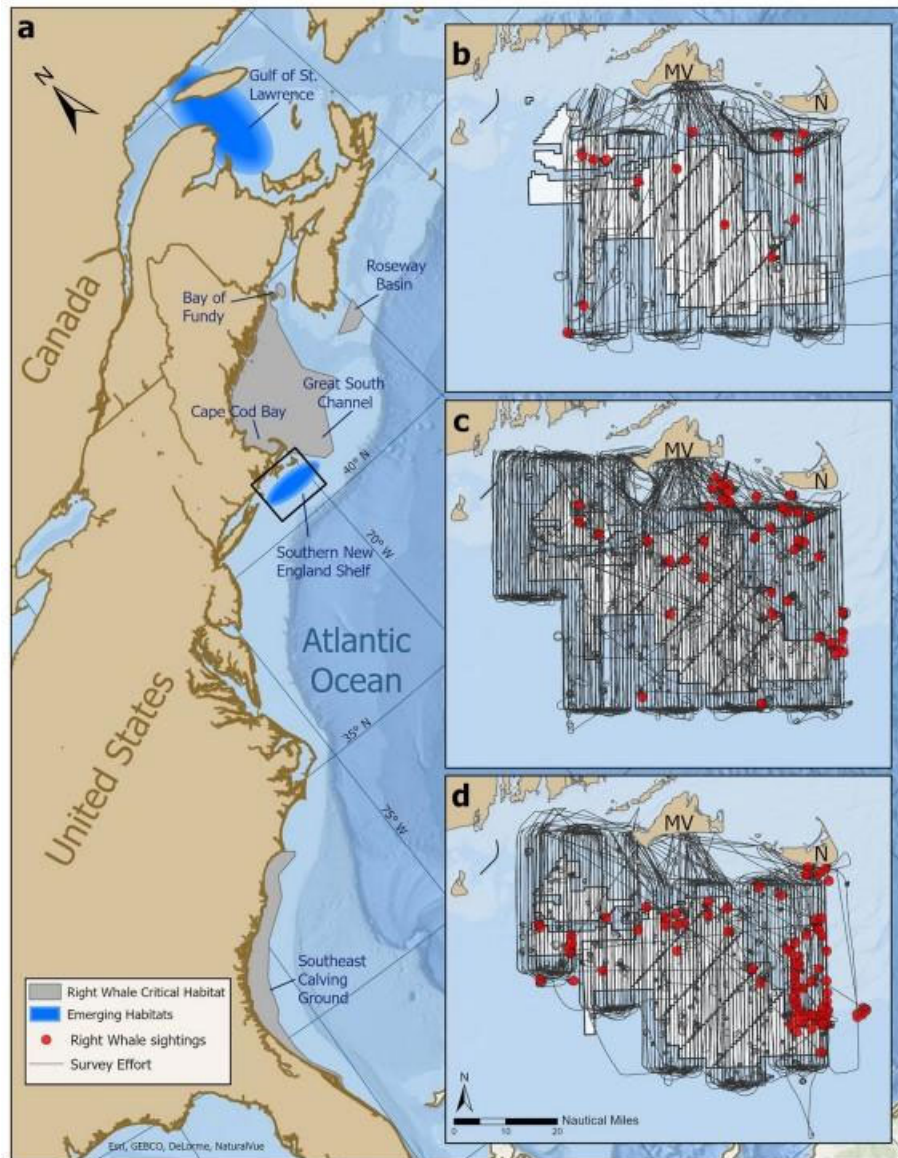 a
N
Gulf of St.
Lawrence
Canada
Bay of
Fundy
Roseway
Basin
Great South
Channel
Cape Cod Bay
40° N
70° W
Southern New
England Shelf
Atlantic
Ocean
United States
35° N
75° W
Southeast
Calving
Ground
Right Whale Critical Habitat
Emerging Habitats
Right Whale sightings
Survey Effort
Esri, GEBCO, DeLorme, NaturalVue
b
MV
N
c
MV
N
d
MV
N
N
Nautical Miles
0
10
20